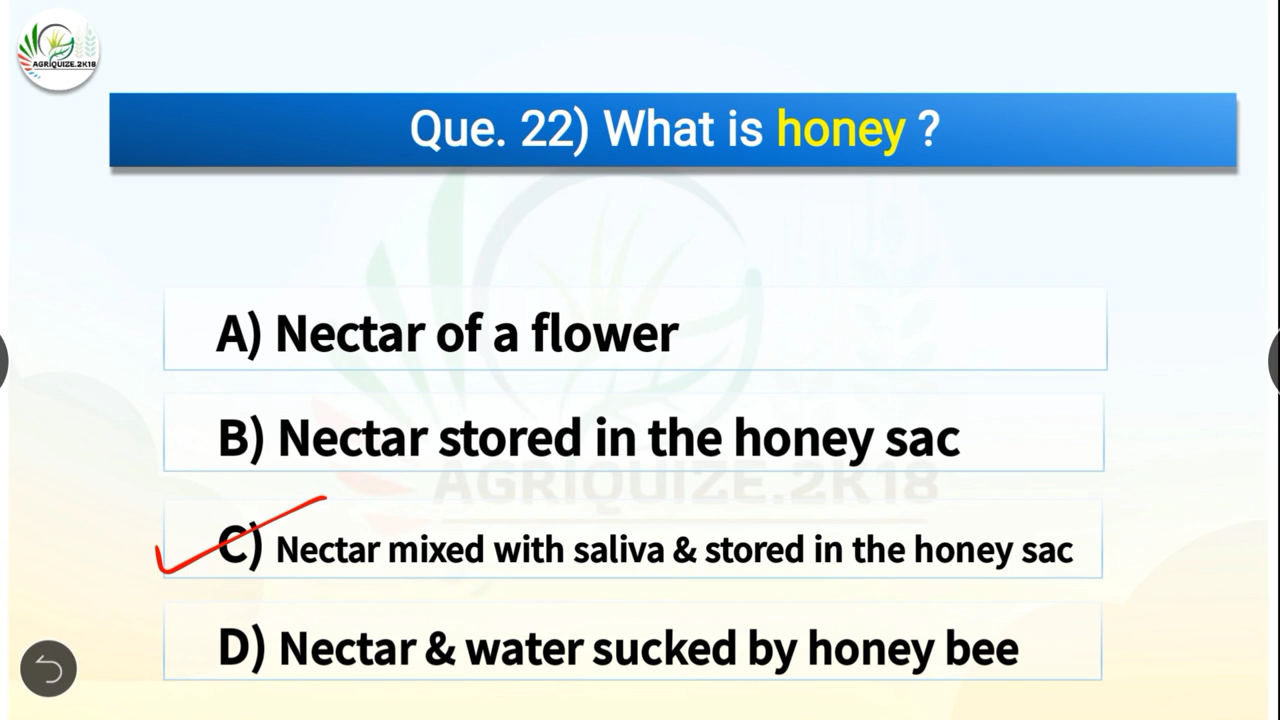 AGRIQUIZE.2K18
Que. 22) What is honey ?
A) Nectar of a flower
B) Nectar stored in the honey sac
AGRIQUIZE.2K18
C) Nectar mixed with saliva & stored in the honey sac
D) Nectar & water sucked by honey bee